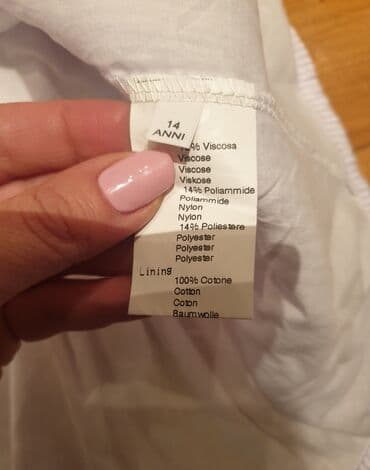 14
ANNI
% Viscosa
Viscose
Viscose
Viskose
14% Poliammide
Poliammide
Nylon
Nylon
14% Poliestere
Polyester
Polyester
Polyester
Lining
100% Cotone
Cotton
Coton
Baumwolle